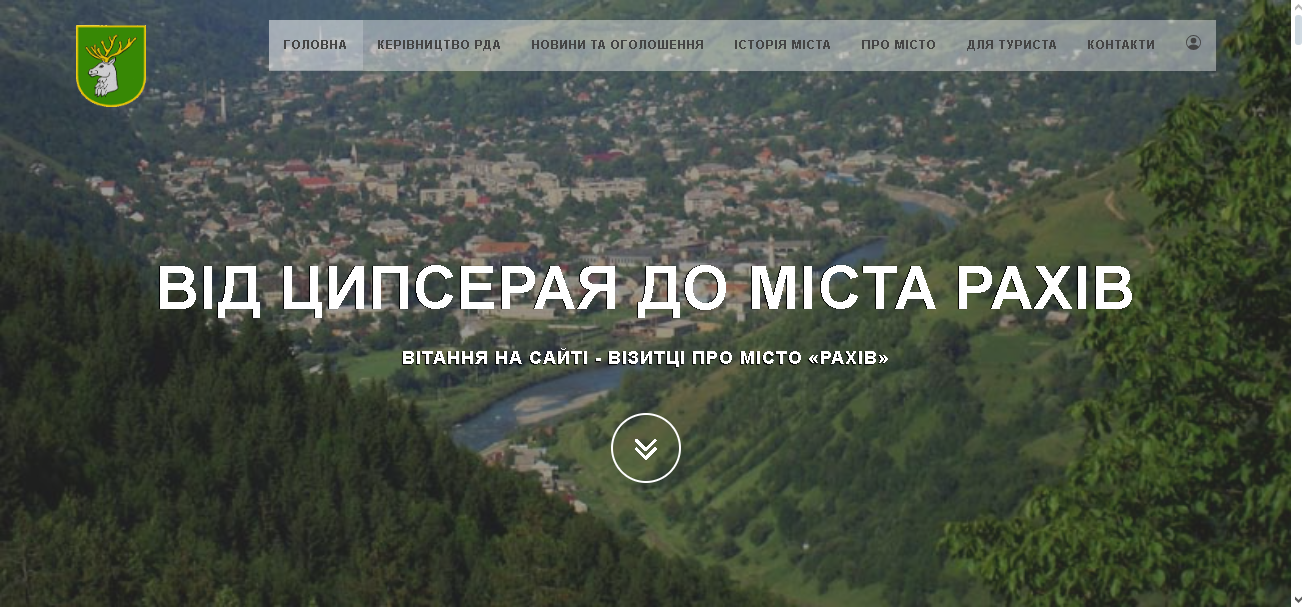 ГОЛОВНА КЕРІВНИЦТВО РДА НОВИНИ ТА ОГОЛОШЕННЯ ІСТОРІЯ МІСТА ПРО МІСТО ДЛЯ ТУРИСТА КОНТАКТИ
ВІД ЦИПСЕРАЯ ДО МІСТА РАХІВ
ВІТАННЯ НА САЙТІ - ВІЗИТЦІ ПРО МІСТО «РАХІВ»